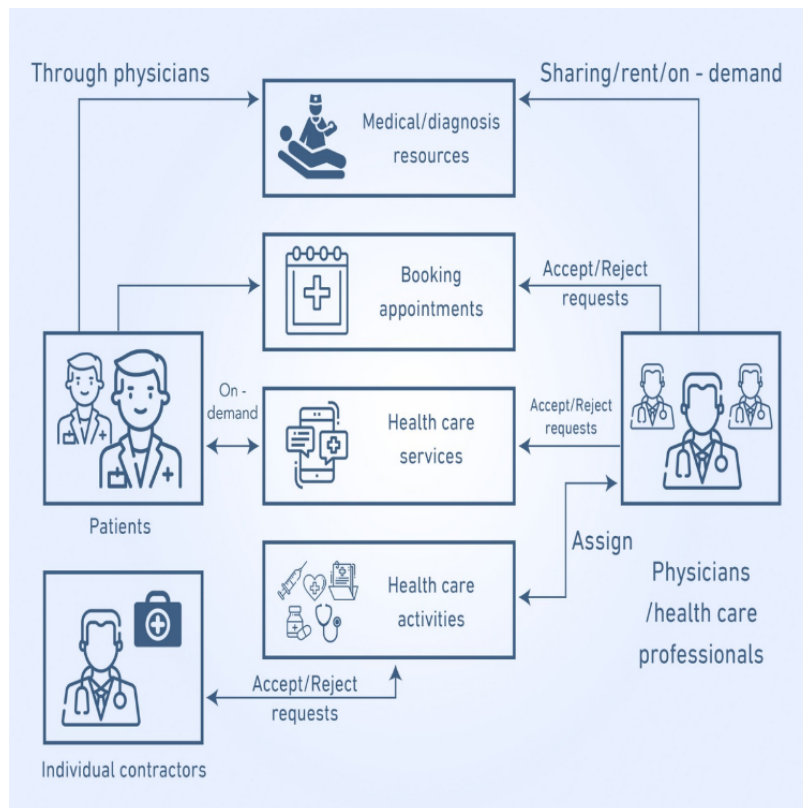 Through physicians
Sharing/rent/on - demand
Medical/diagnosis
resources
Booking
appointments
Accept/Reject
requests
On -
demand
Health care
services
Accept/Reject
requests
Patients
Health care
activities
Assign
Physicians
/health care
professionals
Accept/Reject
requests
Individual contractors